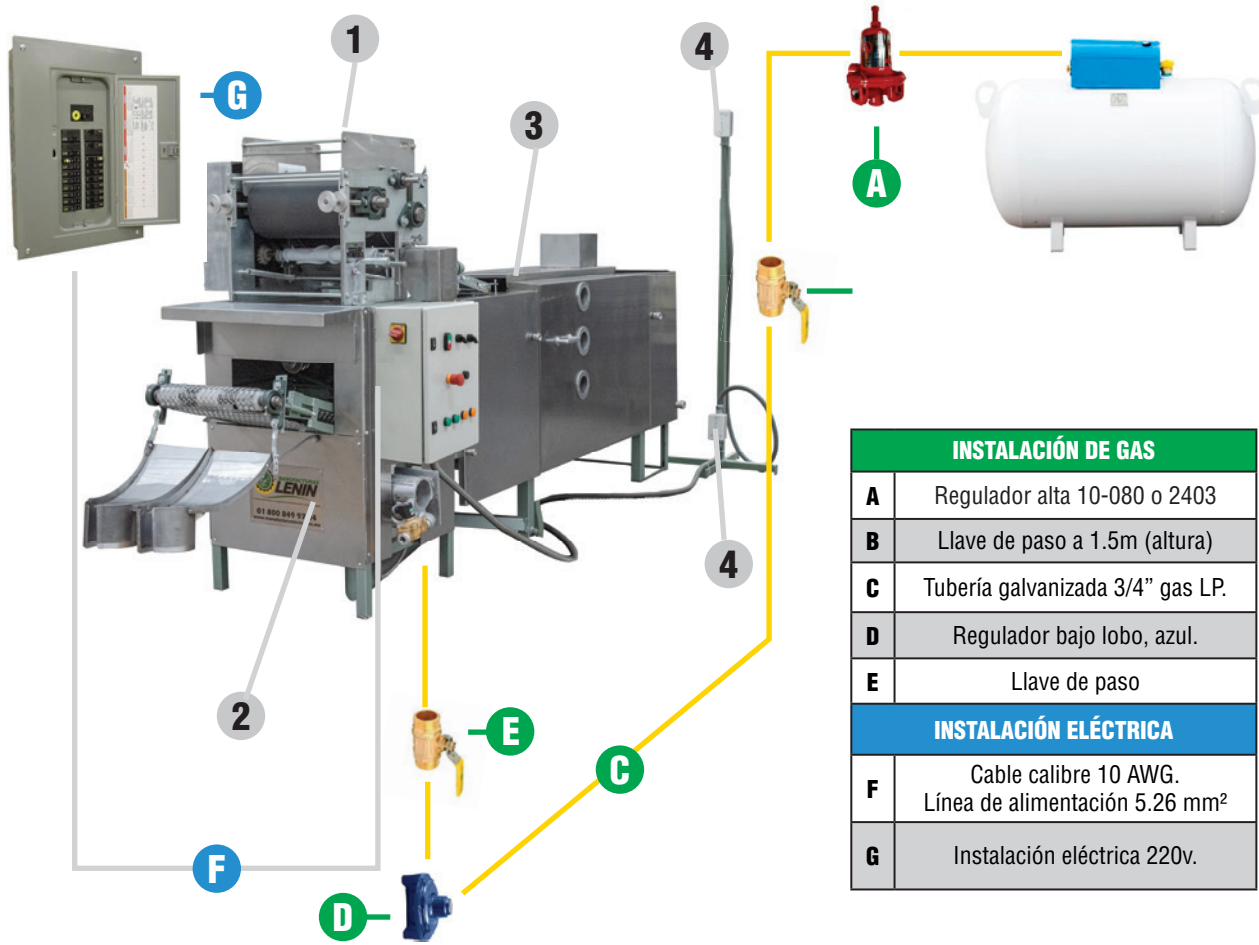 1
4
G
3
A
MANUFACTURAS
LENIN
4
2
E
C
F
D
INSTALACIÓN DE GAS
A Regulador alta 10-080 o 2403
B Llave de paso a 1.5m (altura)
C Tubería galvanizada 3/4” gas LP.
D Regulador bajo lobo, azul.
E Llave de paso
INSTALACIÓN ELÉCTRICA
F Cable calibre 10 AWG.
Línea de alimentación 5.26 mm²
G Instalación eléctrica 220v.